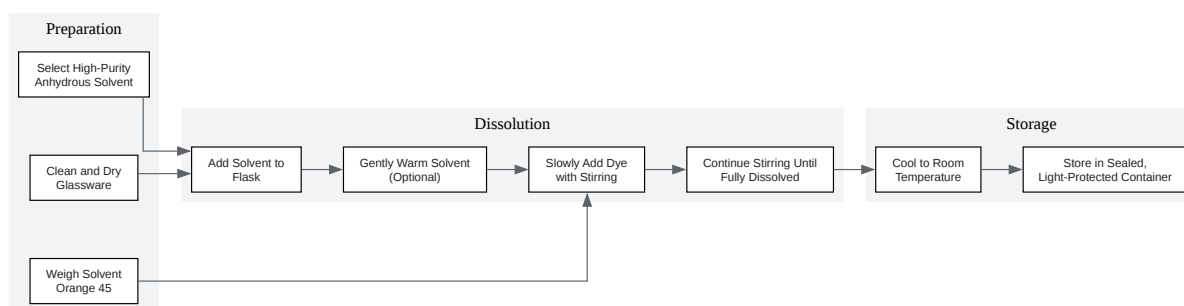 Preparation
Select High-Purity
Anhydrous Solvent
Clean and Dry
Glassware
Weigh Solvent
Orange 45
Dissolution
Add Solvent to
Flask
Gently Warm Solvent
(Optional)
Slowly Add Dye
with Stirring
Continue Stirring Until
Fully Dissolved
Storage
Cool to Room
Temperature
Store in Sealed,
Light-Protected Container